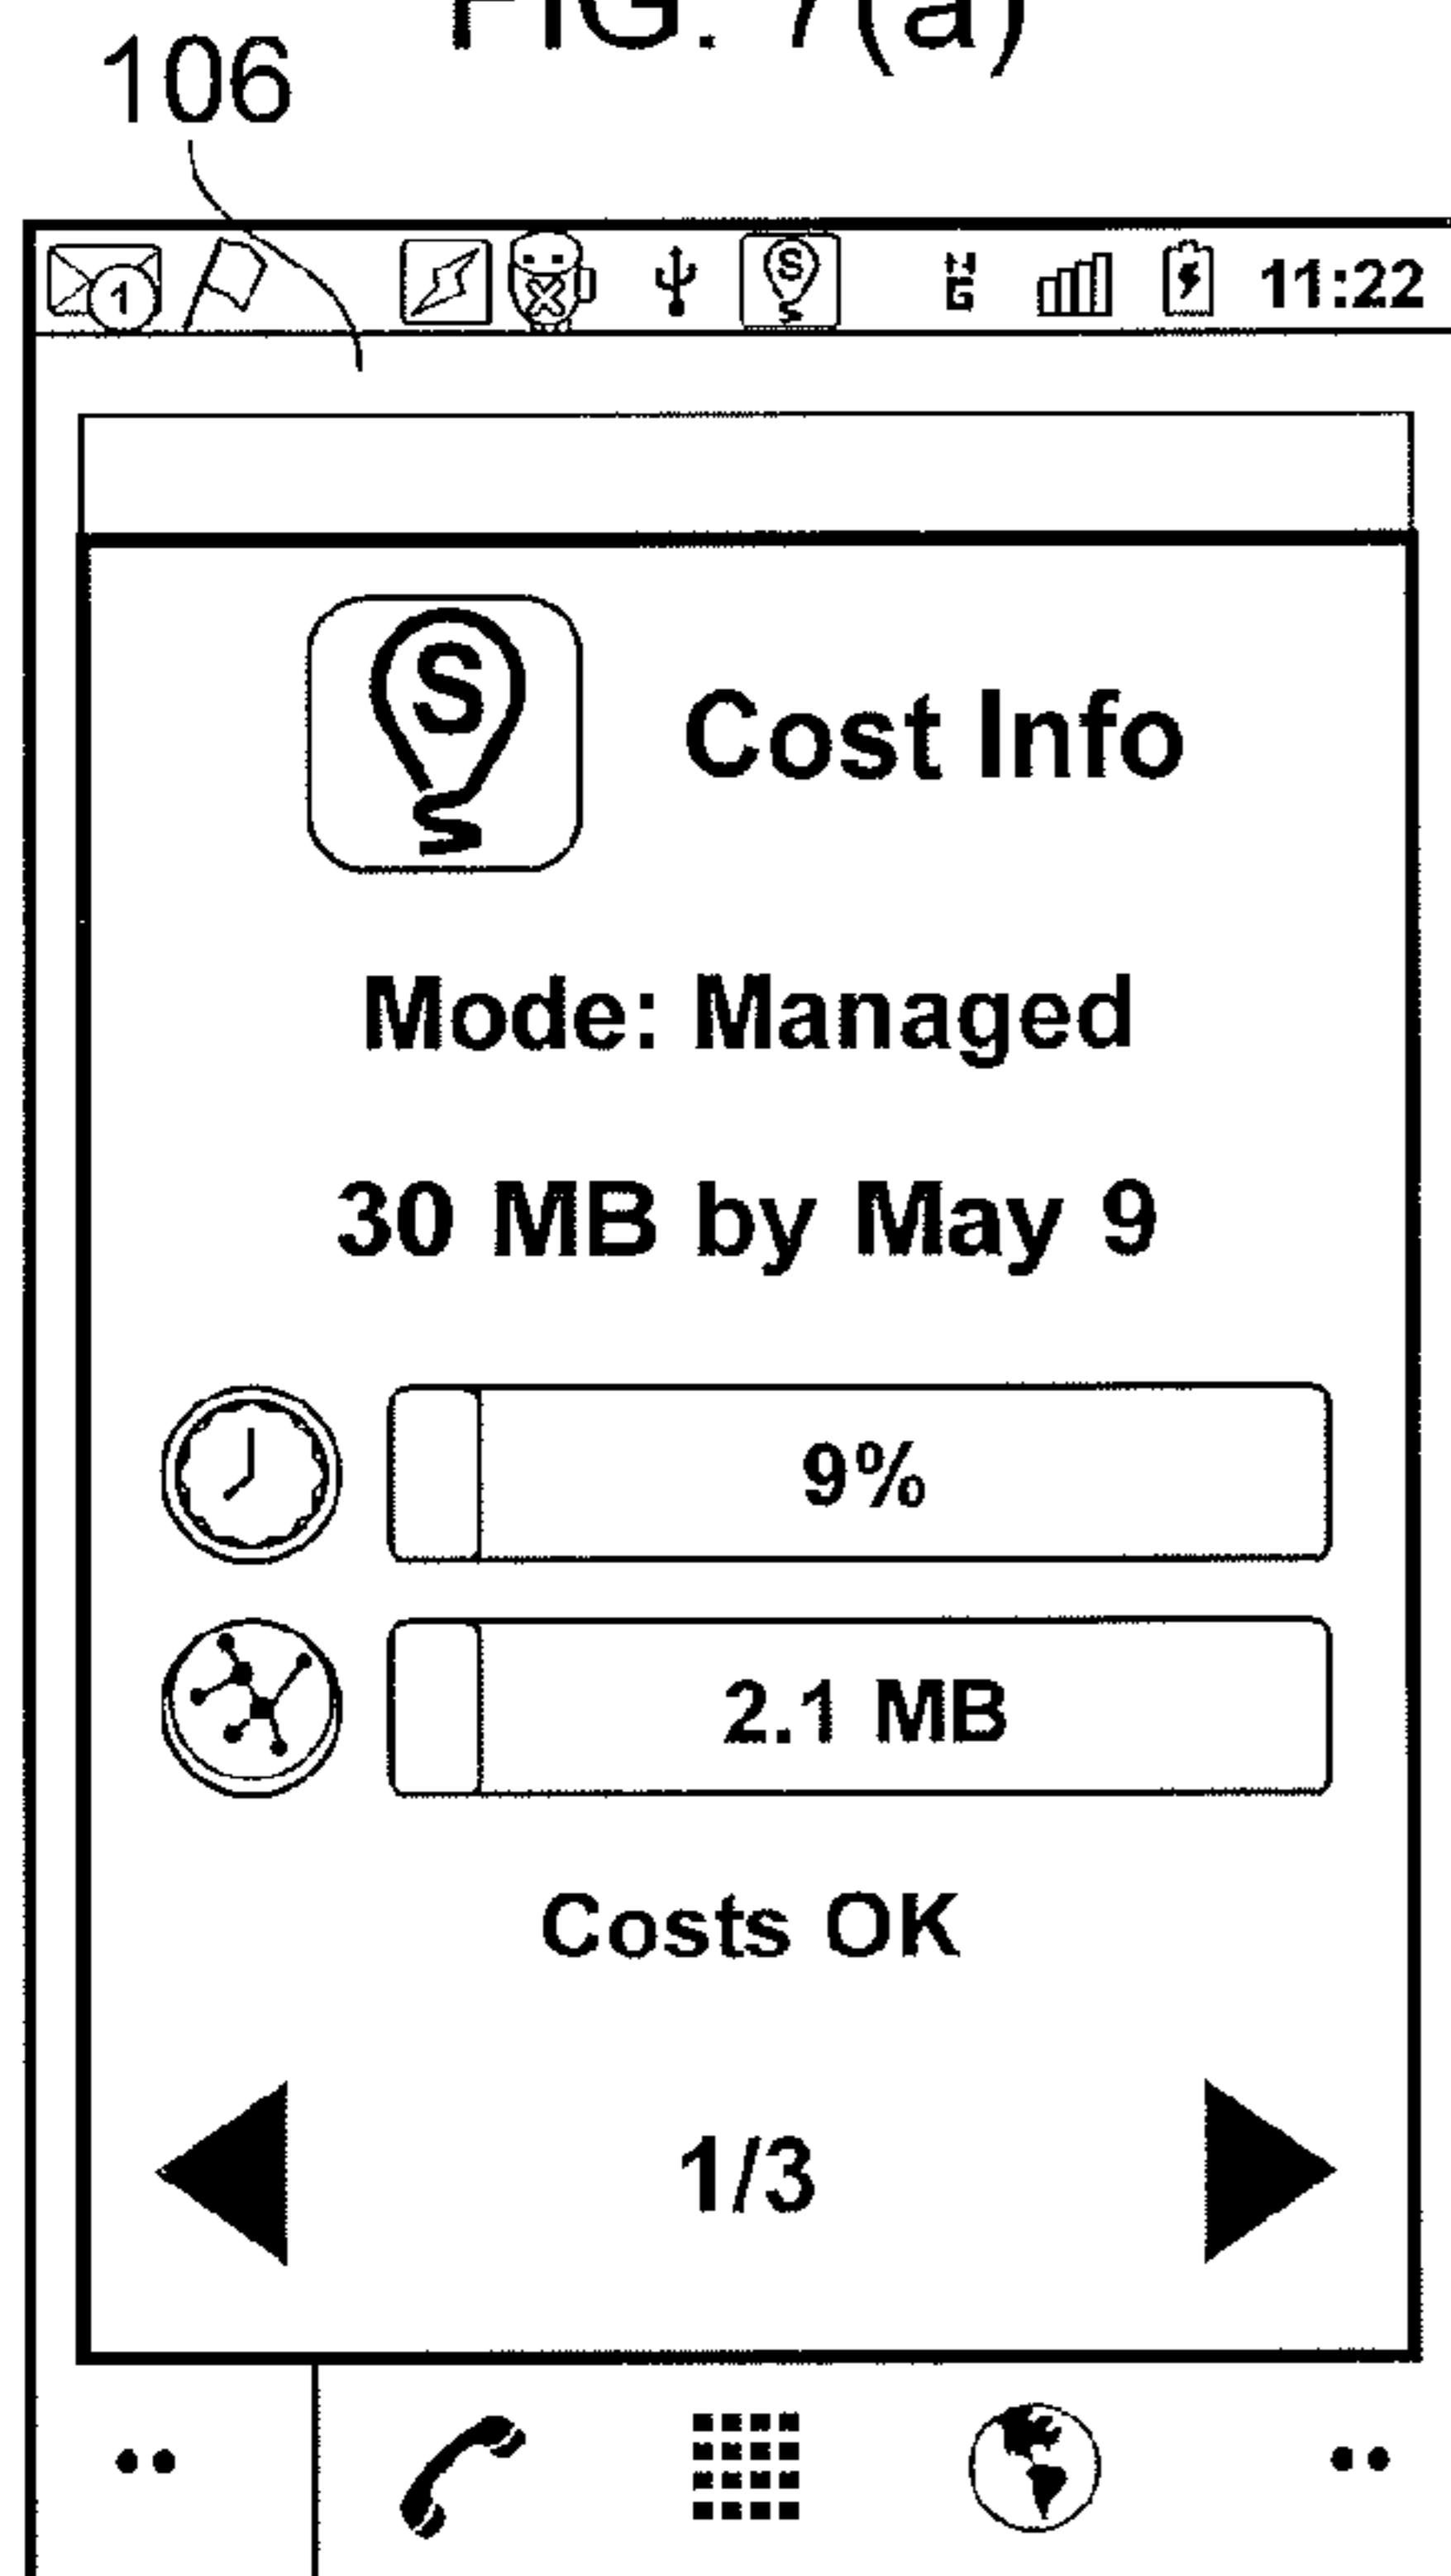 FIG. 7(a)
106
1 S G 11:22
S Cost Info
Mode: Managed
30 MB by May 9
9%
2.1 MB
Costs OK
1/3